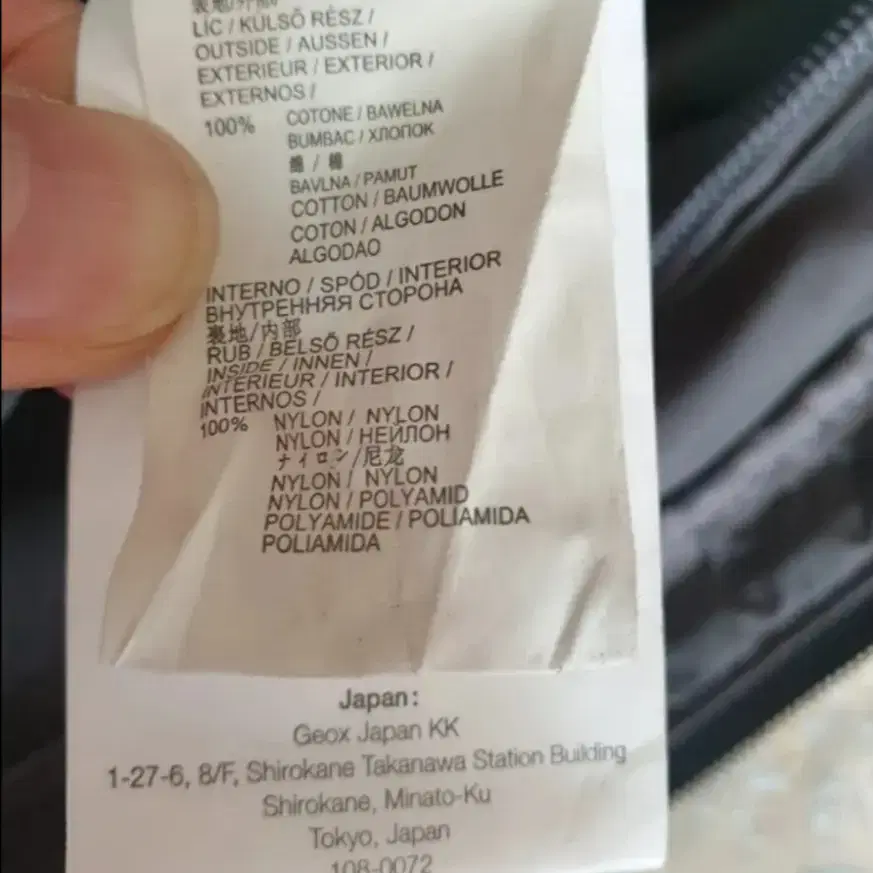 LÍC / KÜLSŐ RÉSZ /
OUTSIDE / AUSSEN /
EXTERIEUR / EXTERIOR /
EXTERNOS /
100% COTONE / BAWELNA
BUMBAC / ХЛОПОК
綿 / 棉
BAVLNA / PAMUT
COTTON / BAUMWOLLE
COTON / ALGODON
ALGODAO
INTERNO / SPÓD / INTERIOR
ВНУТРЕННЯЯ СТОРОНА
裏地/内部
RUB / BELSŐ RÉSZ /
INSIDE / INNEN /
INTÉRIEUR / INTERIOR /
INTERNOS /
100% NYLON / NYLON
NYLON / НЕЙЛОН
ナイロン/尼龙
NYLON / NYLON
NYLON / POLYAMID
POLYAMIDE / POLIAMIDA
POLIAMIDA
Japan:
Geox Japan KK
1-27-6, 8/F, Shirokane Takanawa Station Building
Shirokane, Minato-Ku
Tokyo, Japan
108-0072